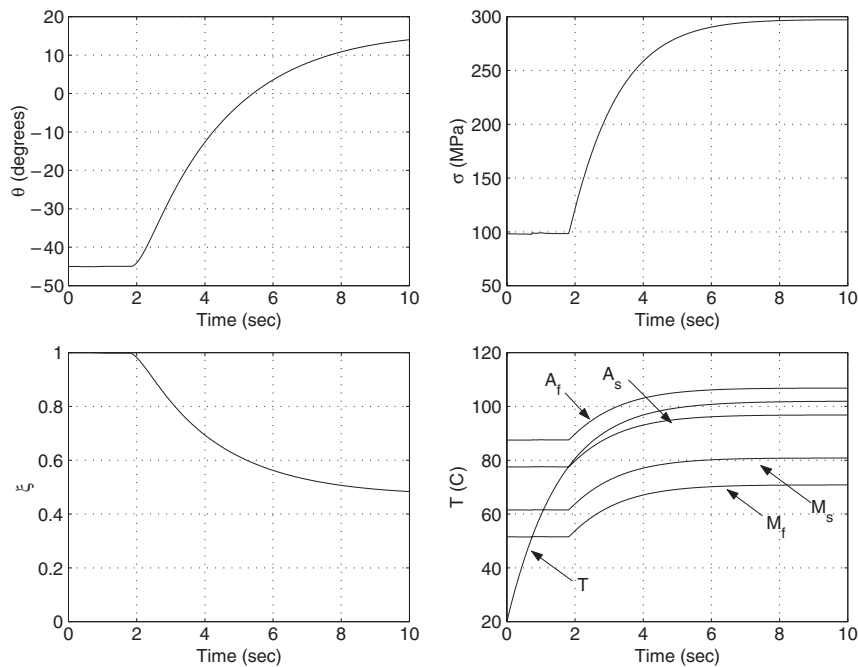 20
10
0
−10
−20
−30
−40
−50
θ (degrees)
0 2 4 6 8 10
Time (sec)
300
250
200
150
100
50
σ (MPa)
0 2 4 6 8 10
Time (sec)
1
0.8
0.6
0.4
0.2
0
ξ
0 2 4 6 8 10
Time (sec)
120
100
80
60
40
20
T (C)
A_f
A_s
M_s
M_f
T
0 2 4 6 8 10
Time (sec)